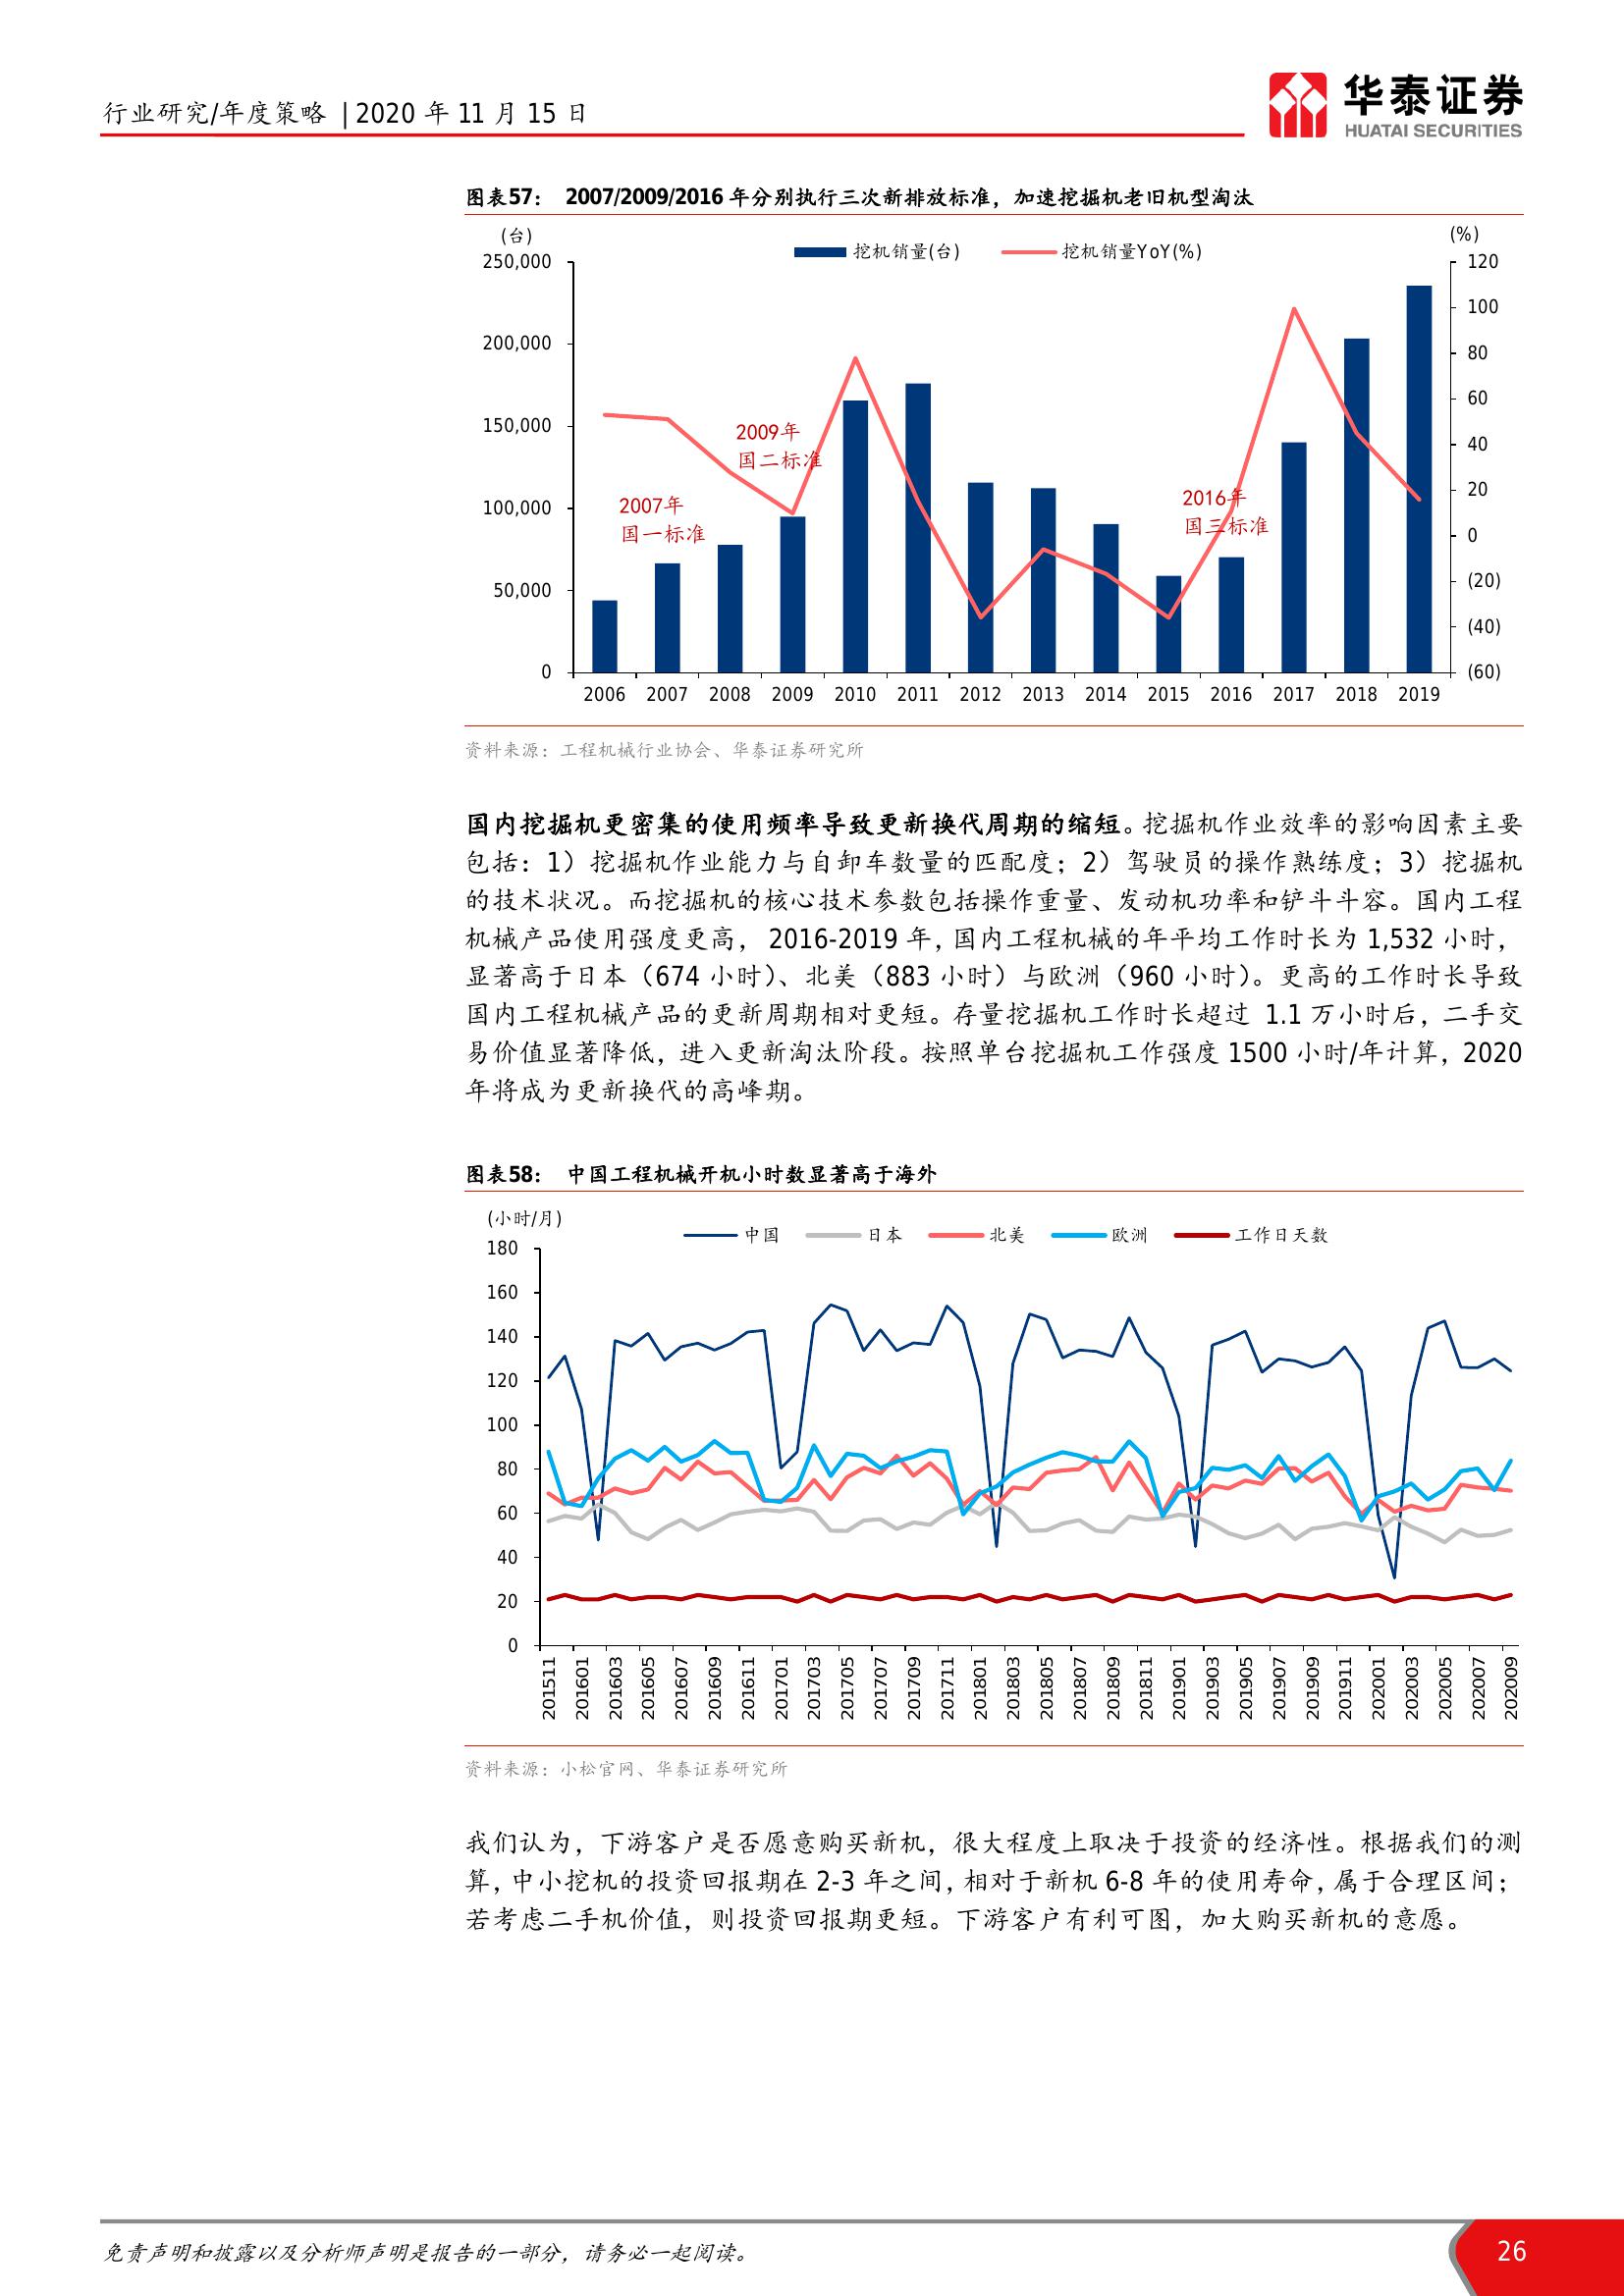 行业研究/年度策略 | 2020 年 11 月 15 日
华泰证券
HUATAI SECURITIES
图表57： 2007/2009/2016 年分别执行三次新排放标准，加速挖掘机老旧机型淘汰
(台)
(%)
挖机销量(台)
挖机销量YoY(%)
250,000
200,000
150,000
100,000
50,000
0
120
100
80
60
40
20
0
(20)
(40)
(60)
2007年
国一标准
2009年
国二标准
2016年
国三标准
2006 2007 2008 2009 2010 2011 2012 2013 2014 2015 2016 2017 2018 2019
资料来源：工程机械行业协会、华泰证券研究所
国内挖掘机更密集的使用频率导致更新换代周期的缩短。挖掘机作业效率的影响因素主要
包括：1）挖掘机作业能力与自卸车数量的匹配度；2）驾驶员的操作熟练度；3）挖掘机
的技术状况。而挖掘机的核心技术参数包括操作重量、发动机功率和铲斗斗容。国内工程
机械产品使用强度更高， 2016-2019 年，国内工程机械的年平均工作时长为 1,532 小时，
显著高于日本（674 小时）、北美（883 小时）与欧洲（960 小时）。更高的工作时长导致
国内工程机械产品的更新周期相对更短。存量挖掘机工作时长超过 1.1 万小时后，二手交
易价值显著降低，进入更新淘汰阶段。按照单台挖掘机工作强度 1500 小时/年计算，2020
年将成为更新换代的高峰期。
图表58： 中国工程机械开机小时数显著高于海外
(小时/月)
中国 日本 北美 欧洲 工作日天数
180
160
140
120
100
80
60
40
20
0
201511 201601 201603 201605 201607 201609 201611 201701 201703 201705 201707 201709 201711 201801 201803 201805 201807 201809 201811 201901 201903 201905 201907 201909 201911 202001 202003 202005 202007 202009
资料来源：小松官网、华泰证券研究所
我们认为，下游客户是否愿意购买新机，很大程度上取决于投资的经济性。根据我们的测
算，中小挖机的投资回报期在 2-3 年之间，相对于新机 6-8 年的使用寿命，属于合理区间；
若考虑二手机价值，则投资回报期更短。下游客户有利可图，加大购买新机的意愿。
免责声明和披露以及分析师声明是报告的一部分，请务必一起阅读。
26